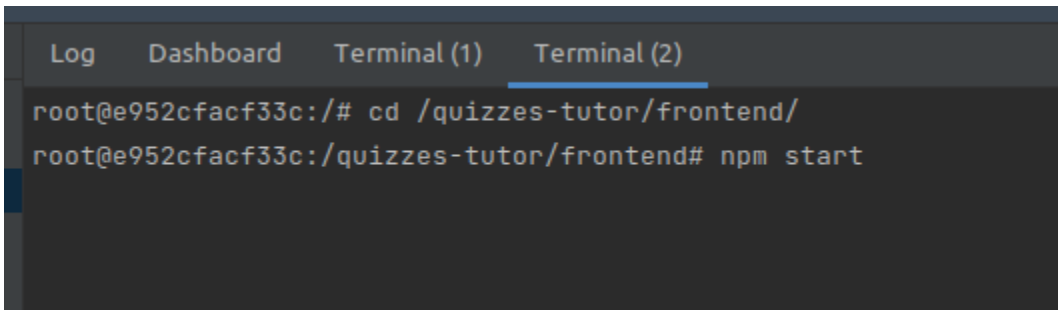 Log Dashboard Terminal (1) Terminal (2)
root@e952cfacf33c:/# cd /quizzes-tutor/frontend/
root@e952cfacf33c:/quizzes-tutor/frontend# npm start